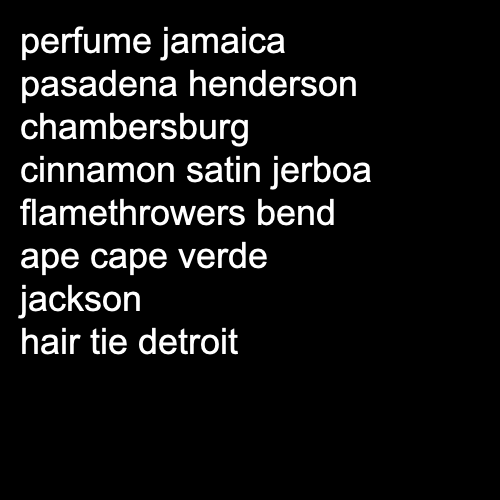 perfume jamaica
pasadena henderson
chambersburg
cinnamon satin jerboa
flamethrowers bend
ape cape verde
jackson
hair tie detroit